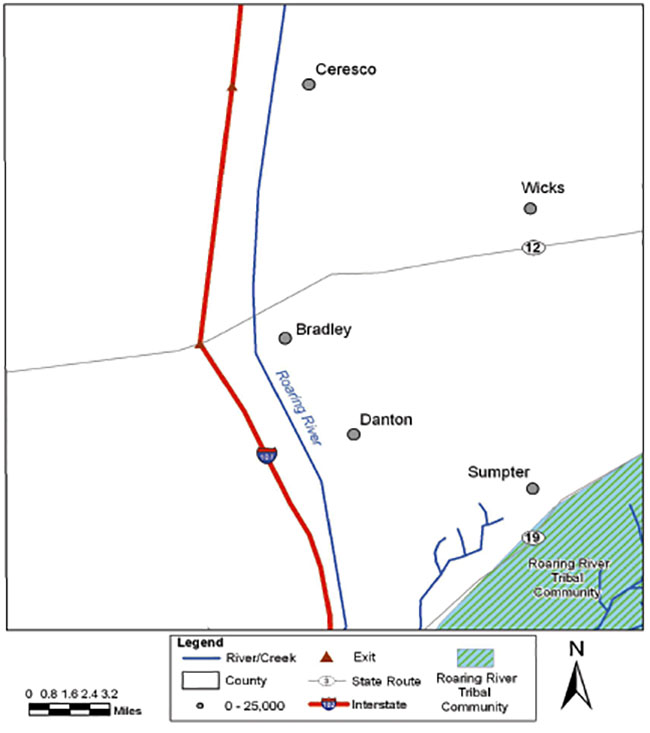 Ceresco
Wicks
12
Bradley
Roaring River
Danton
Sumpter
19
Roaring River
Tribal
Community
Legend
River/Creek
Exit
County
3
State Route
0 - 25,000
Interstate
Roaring River
Tribal
Community
N
0 0.8 1.6 2.4 3.2
Miles